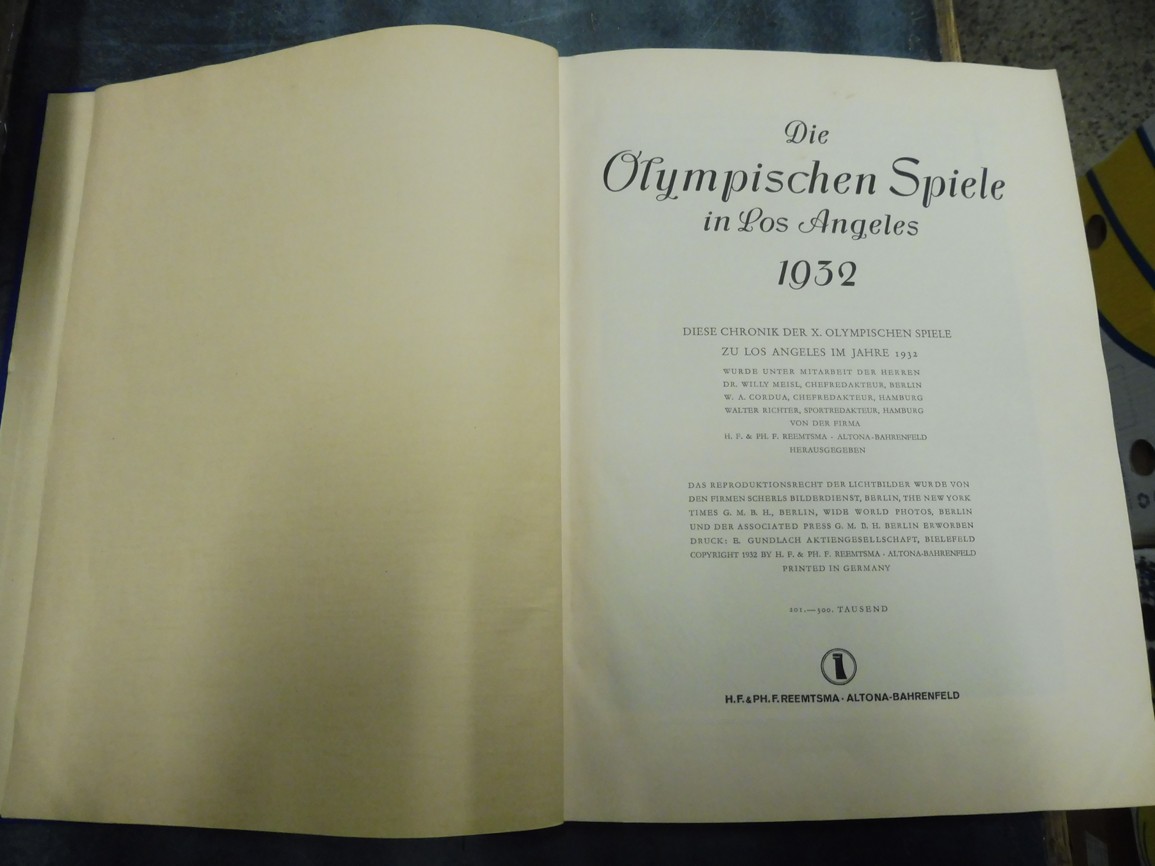 Die
Olympischen Spiele
in Los Angeles
1932
DIESE CHRONIK DER X. OLYMPISCHEN SPIELE
ZU LOS ANGELES IM JAHRE 1932
WURDE UNTER MITARBEIT DER HERREN
DR. WILLY MEISL, CHEFREDAKTEUR, BERLIN
W. A. CORDUA, CHEFREDAKTEUR, HAMBURG
WALTER RICHTER, SPORTREDAKTEUR, HAMBURG
VON DER FIRMA
H. F. & PH. F. REEMTSMA · ALTONA-BAHRENFELD
HERAUSGEGEBEN
DAS REPRODUKTIONSRECHT DER LICHTBILDER WURDE VON
DEN FIRMEN SCHERLS BILDERDIENST, BERLIN, THE NEW YORK
TIMES G. M. B. H., BERLIN, WIDE WORLD PHOTOS, BERLIN
UND DER ASSOCIATED PRESS G. M. B. H. BERLIN ERWORBEN
DRUCK: E. GUNDLACH AKTIENGESELLSCHAFT, BIELEFELD
COPYRIGHT 1932 BY H. F. & PH. F. REEMTSMA · ALTONA-BAHRENFELD
PRINTED IN GERMANY
201.—300. TAUSEND
H.F.&PH.F.REEMTSMA · ALTONA-BAHRENFELD